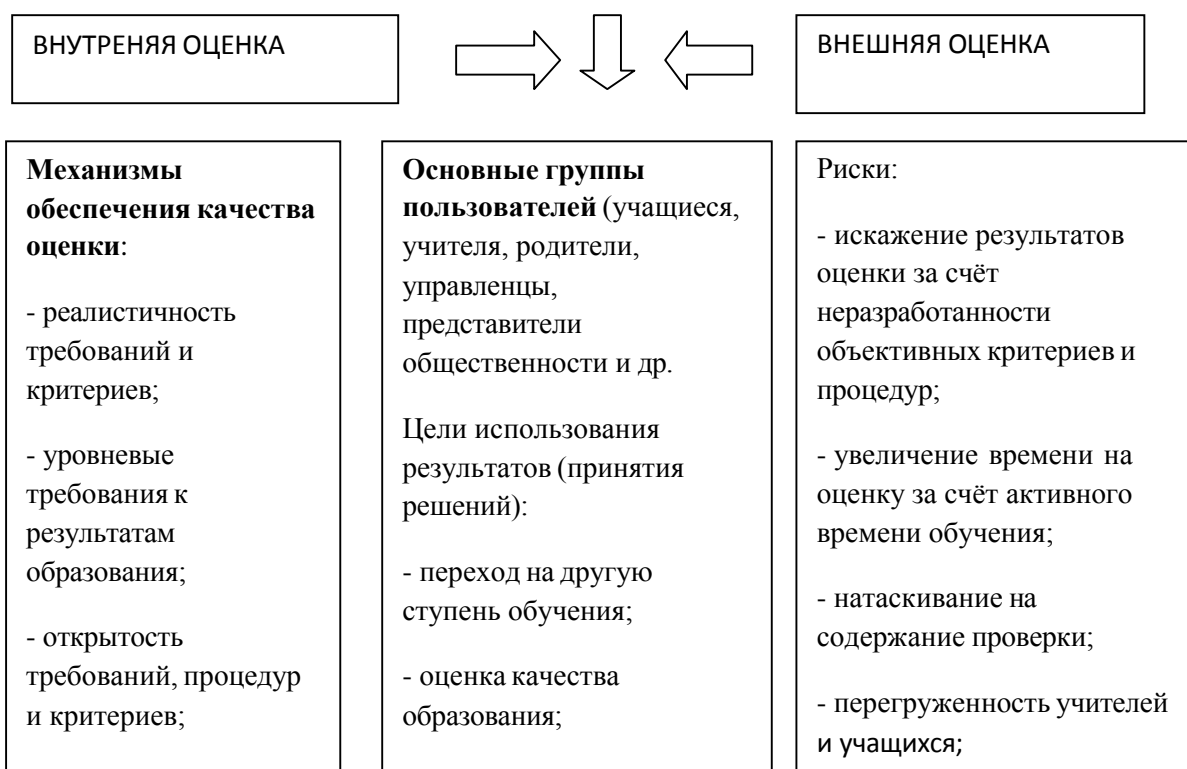 ВНУТРЕНЯЯ ОЦЕНКА
ВНЕШНЯЯ ОЦЕНКА
Механизмы
обеспечения качества
оценки:
- реалистичность
требований и
критериев;
- уровневые
требования к
результатам
образования;
- открытость
требований, процедур
и критериев;
Основные группы
пользователей (учащиеся,
учителя, родители,
управленцы,
представители
общественности и др.
Цели использования
результатов (принятия
решений):
- переход на другую
ступень обучения;
- оценка качества
образования;
Риски:
- искажение результатов
оценки за счёт
неразработанности
объективных критериев и
процедур;
- увеличение времени на
оценку за счёт активного
времени обучения;
- натаскивание на
содержание проверки;
- перегруженность учителей
и учащихся;